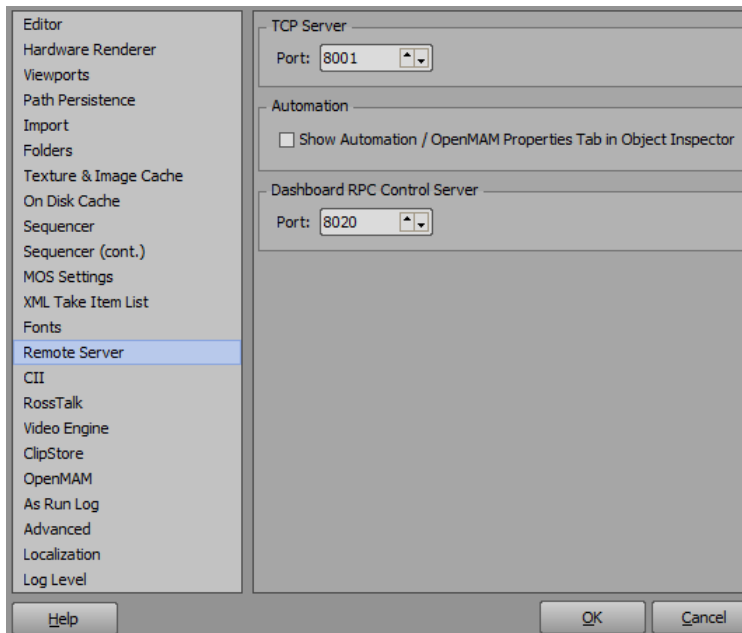 Editor
Hardware Renderer
Viewports
Path Persistence
Import
Folders
Texture & Image Cache
On Disk Cache
Sequencer
Sequencer (cont.)
MOS Settings
XML Take Item List
Fonts
Remote Server
CII
RossTalk
Video Engine
ClipStore
OpenMAM
As Run Log
Advanced
Localization
Log Level
TCP Server
Port: 8001
Automation
Show Automation / OpenMAM Properties Tab in Object Inspector
Dashboard RPC Control Server
Port: 8020
Help
OK
Cancel